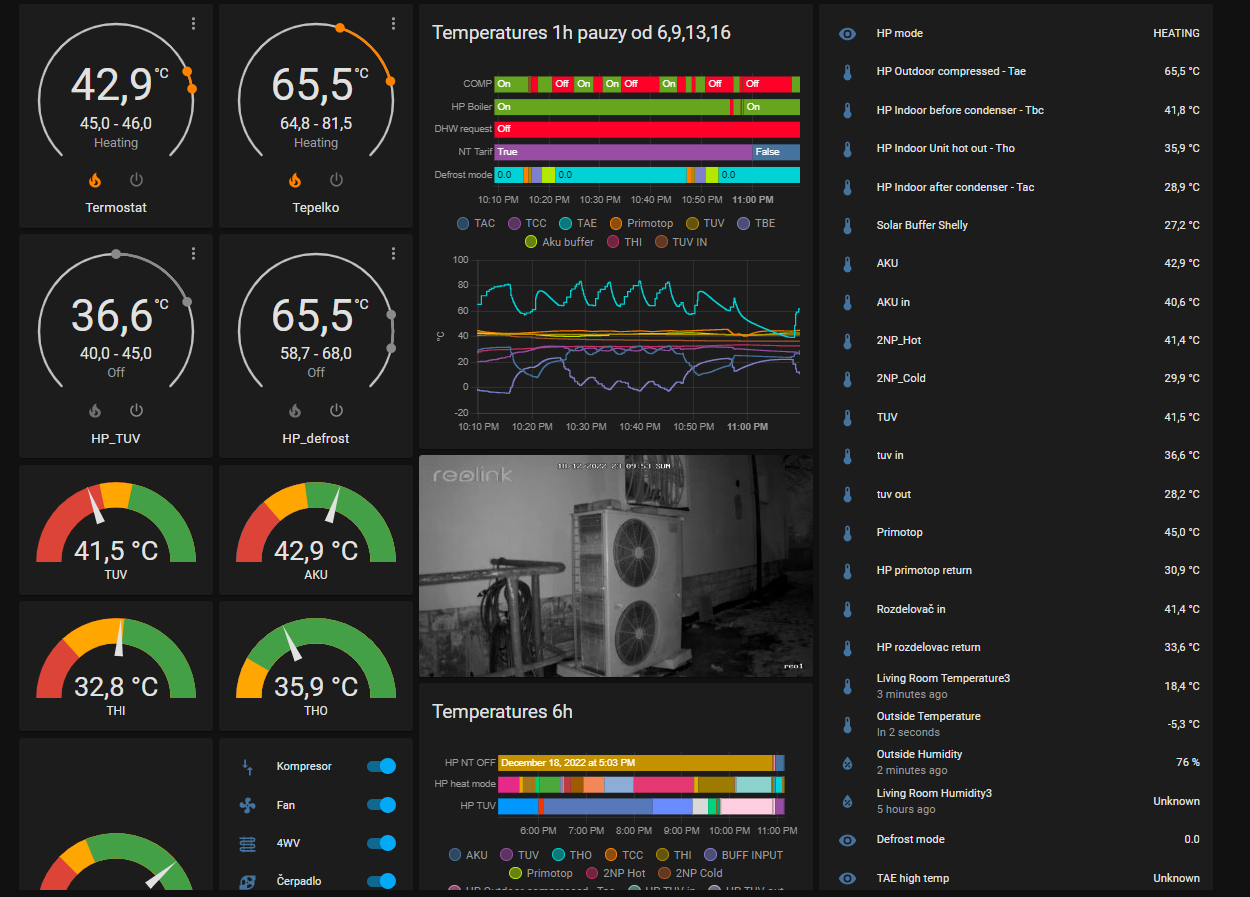 42,9 °C
45,0 - 46,0
Heating
Termostat
65,5 °C
64,8 - 81,5
Heating
Tepelko
36,6 °C
40,0 - 45,0
Off
HP_TUV
65,5 °C
58,7 - 68,0
Off
HP_defrost
41,5 °C
TUV
42,9 °C
AKU
32,8 °C
THI
35,9 °C
THO
Kompresor
Fan
4WV
Čerpadlo
Temperatures 1h pauzy od 6,9,13,16
COMP On Off On On Off On Off Off
HP Boiler On On
DHW request Off
NT Tarif True False
Defrost mode 0.0 0.0 0.0
10:10 PM 10:20 PM 10:30 PM 10:40 PM 10:50 PM 11:00 PM
TAC TCC TAE Primotop TUV TBE
Aku buffer THI TUV IN
100
80
60
40
20
0
-20
°C
10:10 PM 10:20 PM 10:30 PM 10:40 PM 10:50 PM 11:00 PM
reolink
18-12-2022 23:09:53 SUN
reo1
Temperatures 6h
HP NT OFF December 18, 2022 at 5:03 PM
HP heat mode
HP TUV
6:00 PM 7:00 PM 8:00 PM 9:00 PM 10:00 PM 11:00 PM
AKU TUV THO TCC THI BUFF INPUT
Primotop 2NP Hot 2NP Cold
HP Outdoor compressed - Tae HP TUV in HP TUV out
HP mode HEATING
HP Outdoor compressed - Tae 65,5 °C
HP Indoor before condenser - Tbc 41,8 °C
HP Indoor Unit hot out - Tho 35,9 °C
HP Indoor after condenser - Tac 28,9 °C
Solar Buffer Shelly 27,2 °C
AKU 42,9 °C
AKU in 40,6 °C
2NP_Hot 41,4 °C
2NP_Cold 29,9 °C
TUV 41,5 °C
tuv in 36,6 °C
tuv out 28,2 °C
Primotop 45,0 °C
HP primotop return 30,9 °C
Rozdelovač in 41,4 °C
HP rozdelovac return 33,6 °C
Living Room Temperature3 18,4 °C
3 minutes ago
Outside Temperature -5,3 °C
In 2 seconds
Outside Humidity 76 %
2 minutes ago
Living Room Humidity3 Unknown
5 hours ago
Defrost mode 0.0
TAE high temp Unknown